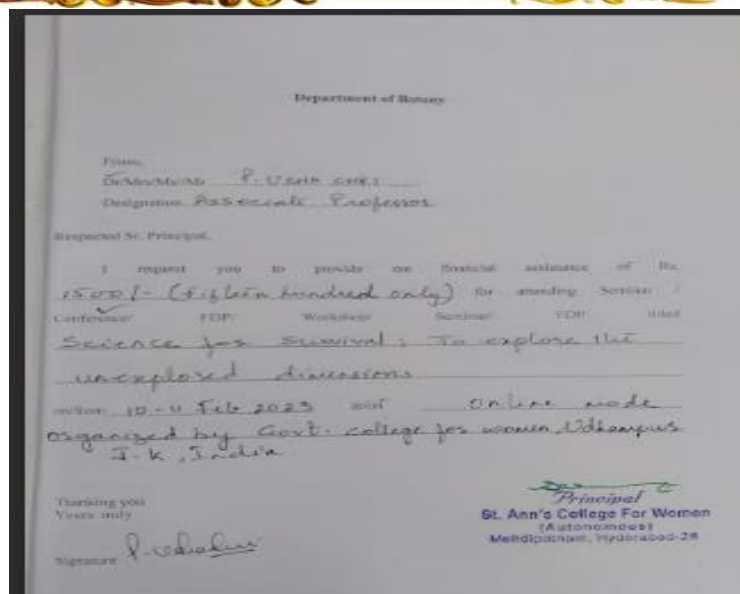 Department of Botany
From,
P. USHA SHRI
Designation Associate Professor
Respected Sr. Principal,
I request you to provide me financial assistance of Rs.
1500/- (Fifteen hundred only) for attending Seminar /
Conference/ FDP/ Workshop/ Seminar/ FDP/ titled
Science for Survival: To explore the
unexplored dimensions
10-11 Feb 2023 Online mode
organized by Govt. college for women, Udhampur
J-K, India
Thanking you
Yours truly
Signature
Principal
St. Ann's College For Women
(Autonomous)
Mehdipatnam, Hyderabad-28